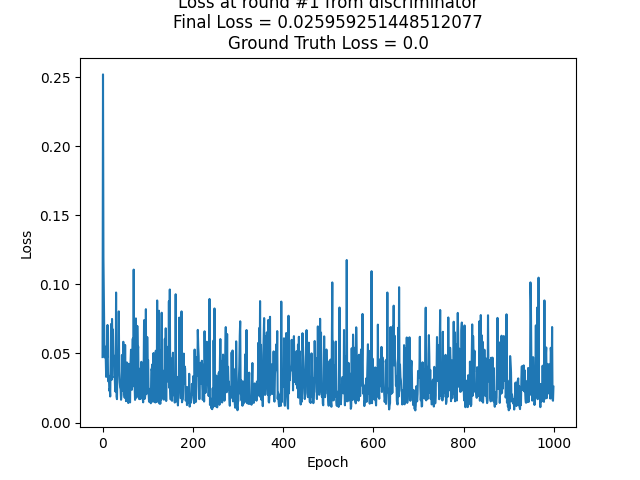 Loss at round #1 from discriminator
Final Loss = 0.025959251448512077
Ground Truth Loss = 0.0
0.25
0.20
0.15
0.10
0.05
0.00
Loss
0
200
400
600
800
1000
Epoch